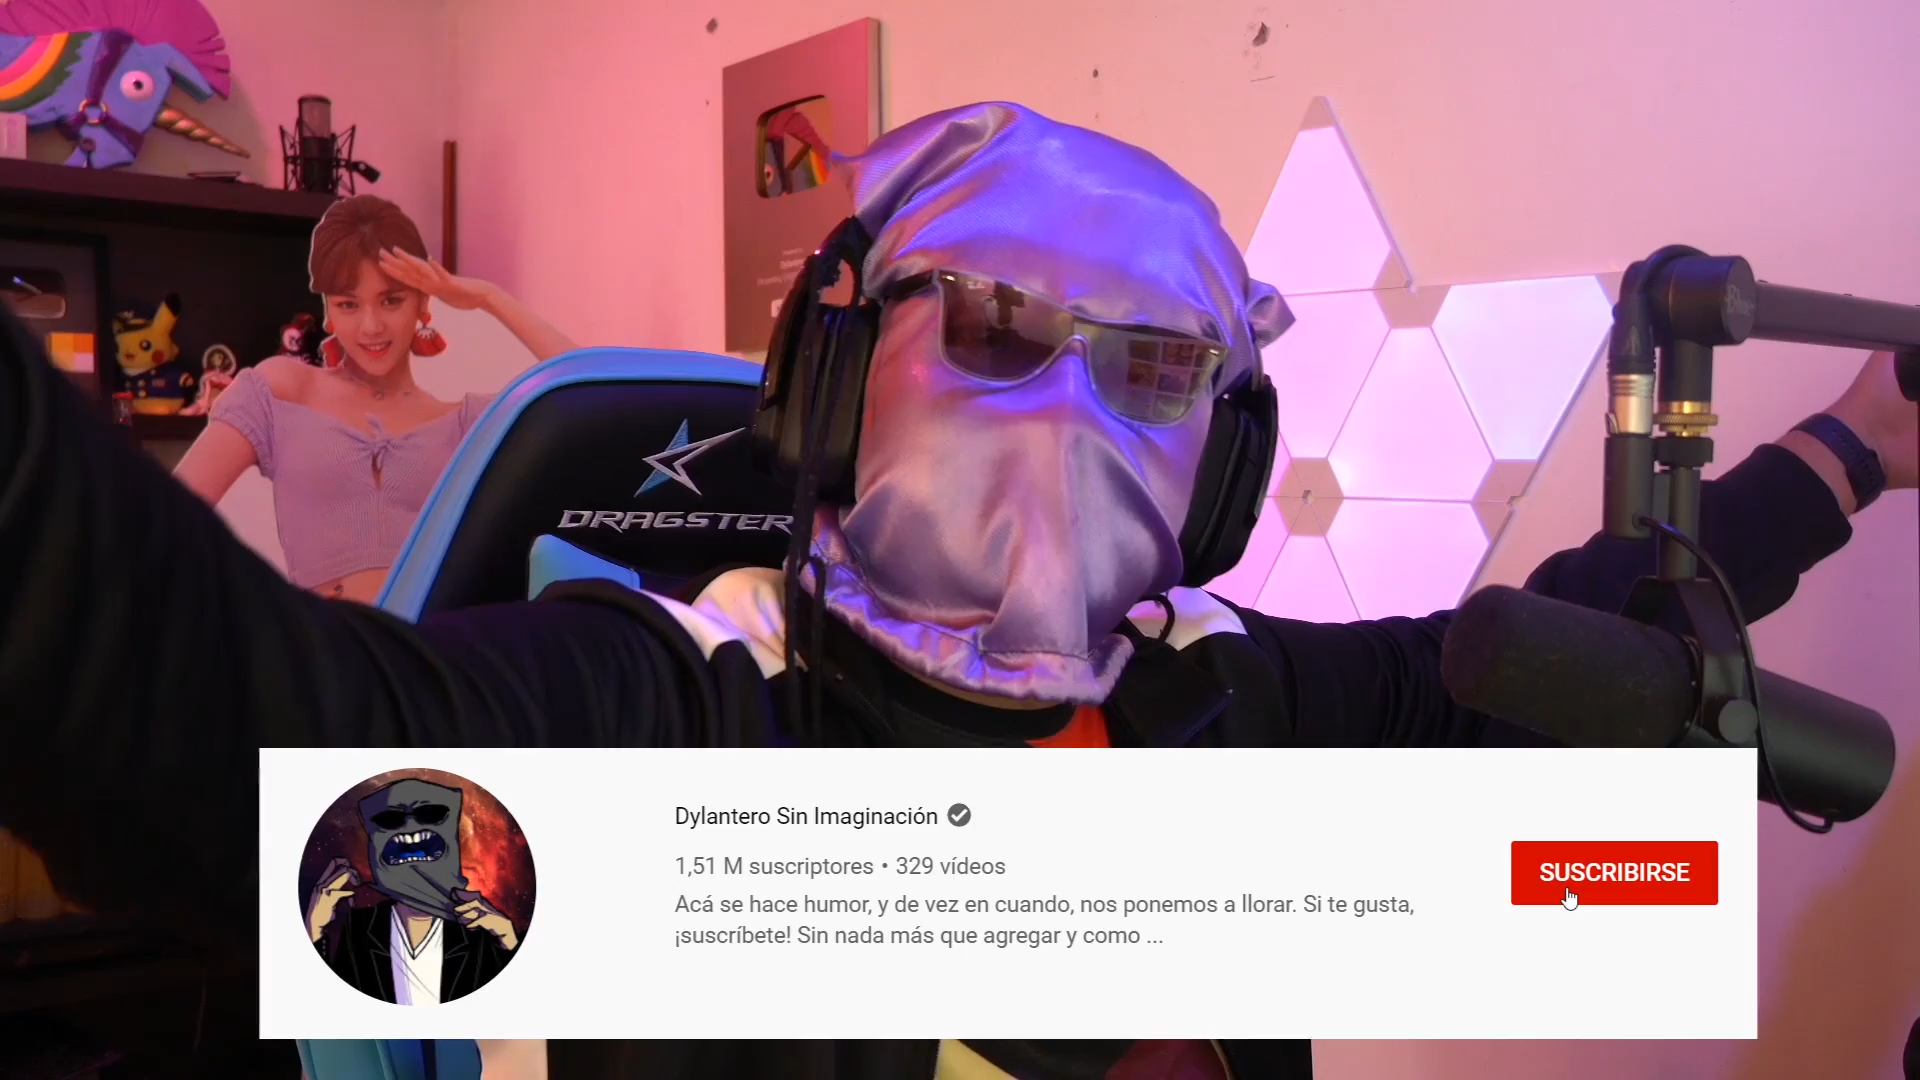 DRAGSTER
Dylantero Sin Imaginación
1,51 M suscriptores • 329 vídeos
Acá se hace humor, y de vez en cuando, nos ponemos a llorar. Si te gusta,
¡suscríbete! Sin nada más que agregar y como ...
SUSCRIBIRSE